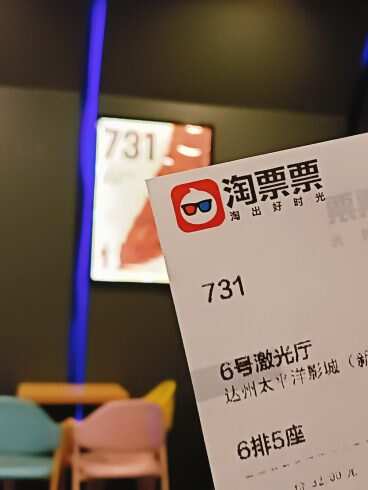 731
淘票票
淘出好时光
731
6号激光厅
达州太平洋影城（新
6排5座